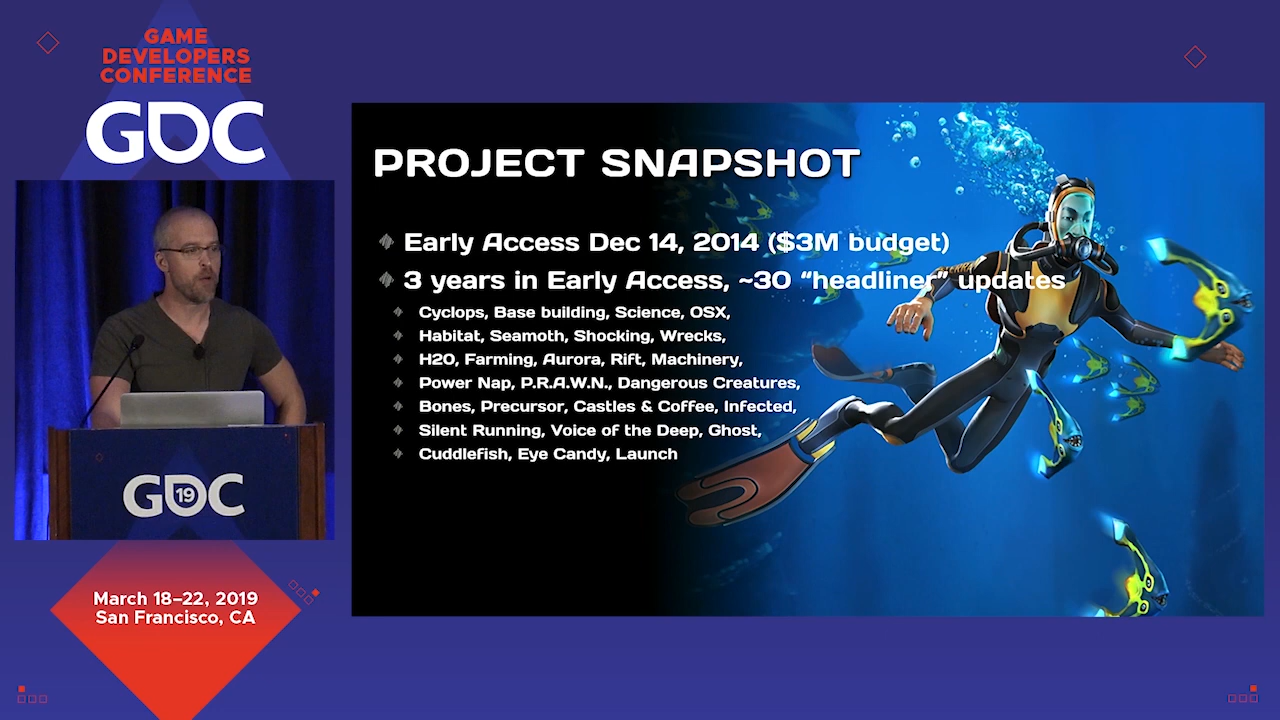 GAME
DEVELOPERS
CONFERENCE
GDC
PROJECT SNAPSHOT
Early Access Dec 14, 2014 ($3M budget)
3 years in Early Access, ~30 “headliner” updates
Cyclops, Base building, Science, OSX,
Habitat, Seamoth, Shocking, Wrecks,
H2O, Farming, Aurora, Rift, Machinery,
Power Nap, P.R.A.W.N., Dangerous Creatures,
Bones, Precursor, Castles & Coffee, Infected,
Silent Running, Voice of the Deep, Ghost,
Cuddlefish, Eye Candy, Launch
GDC 19
March 18–22, 2019
San Francisco, CA